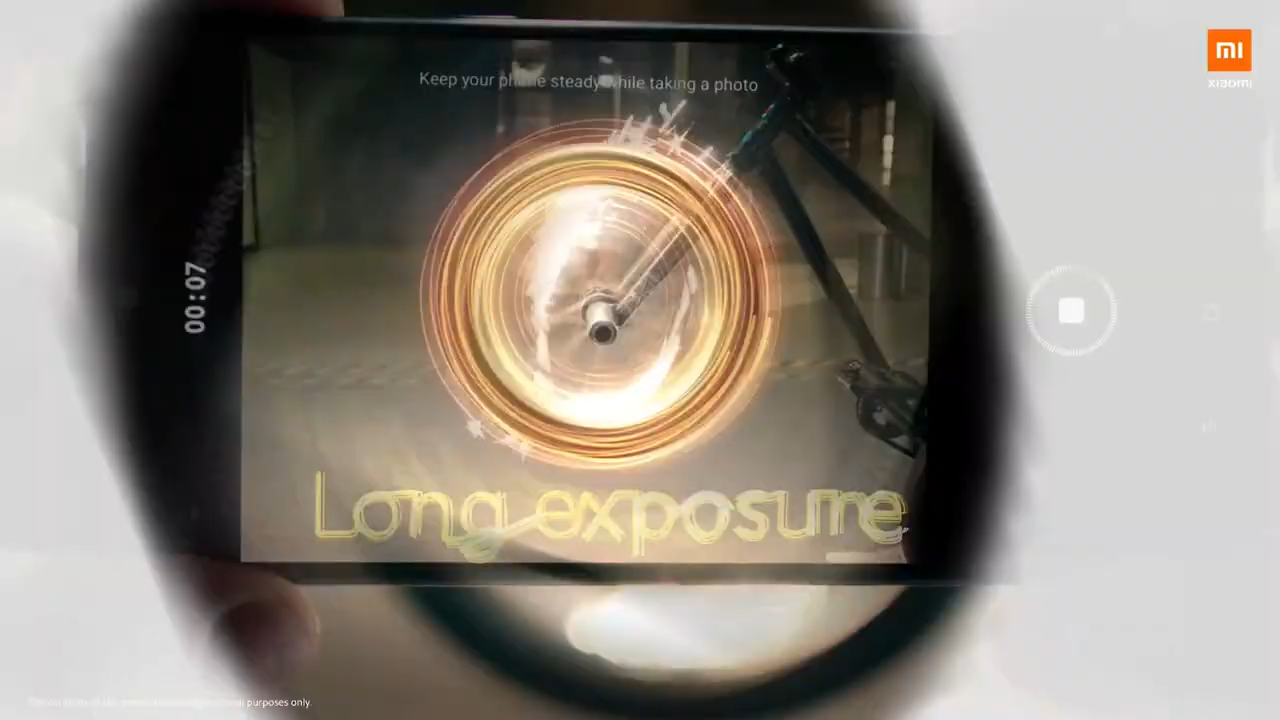 mi
xiaomi
Keep your phone steady while taking a photo
00:07
Long exposure
purposes only.